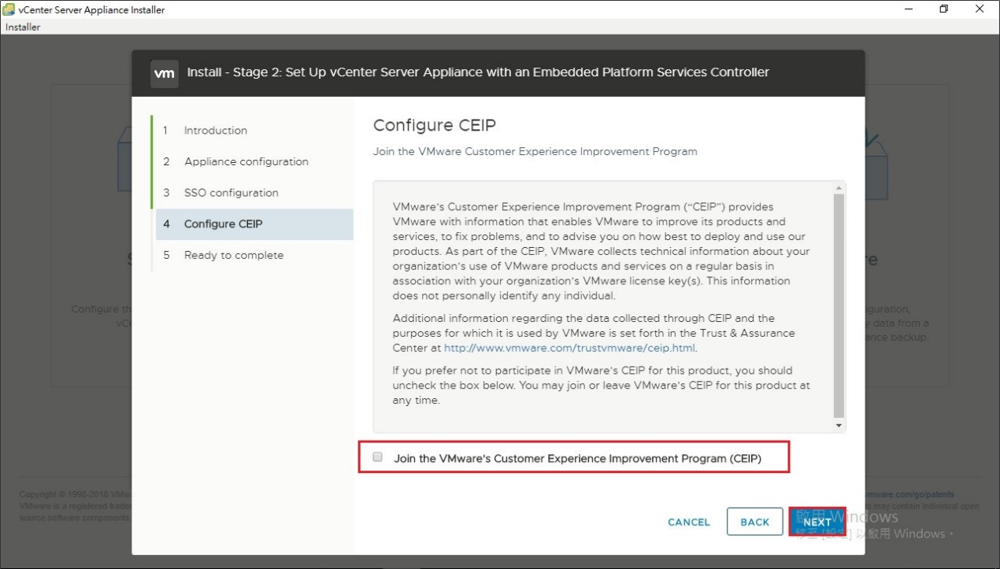 vCenter Server Appliance Installer
Installer
vm Install - Stage 2: Set Up vCenter Server Appliance with an Embedded Platform Services Controller
1 Introduction
2 Appliance configuration
3 SSO configuration
4 Configure CEIP
5 Ready to complete
Configure CEIP
Join the VMware Customer Experience Improvement Program
VMware's Customer Experience Improvement Program (“CEIP”) provides
VMware with information that enables VMware to improve its products and
services, to fix problems, and to advise you on how best to deploy and use our
products. As part of the CEIP, VMware collects technical information about your
organization's use of VMware products and services on a regular basis in
association with your organization's VMware license key(s). This information
does not personally identify any individual.
Additional information regarding the data collected through CEIP and the
purposes for which it is used by VMware is set forth in the Trust & Assurance
Center at http://www.vmware.com/trustvmware/ceip.html.
If you prefer not to participate in VMware's CEIP for this product, you should
uncheck the box below. You may join or leave VMware's CEIP for this product at
any time.
Join the VMware's Customer Experience Improvement Program (CEIP)
CANCEL BACK NEXT
Configure
guration,
data from a
backup.
Copyright © 1998-2018
VMware is a registered
source software components
vmware.com/go/patents
may contain individual open
啟用 Windows
移至 [設定] 以啟用 Windows。